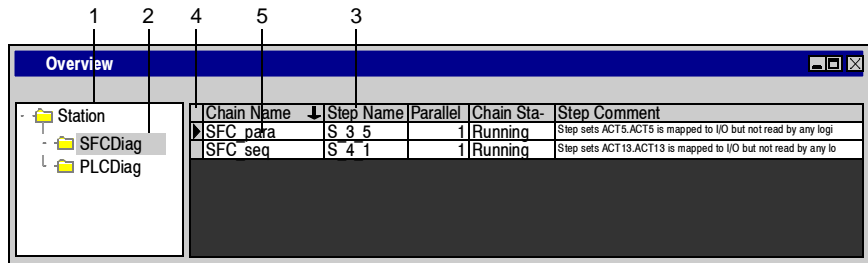 1 2 4 5 3
Overview
Station
SFCDiag
PLCDiag
Chain Name Step Name Parallel Chain Sta- Step Comment
SFC_para S_3_5 1 Running Step sets ACT5.ACT5 is mapped to I/O but not read by any logi
SFC_seq S_4_1 1 Running Step sets ACT13.ACT13 is mapped to I/O but not read by any lo